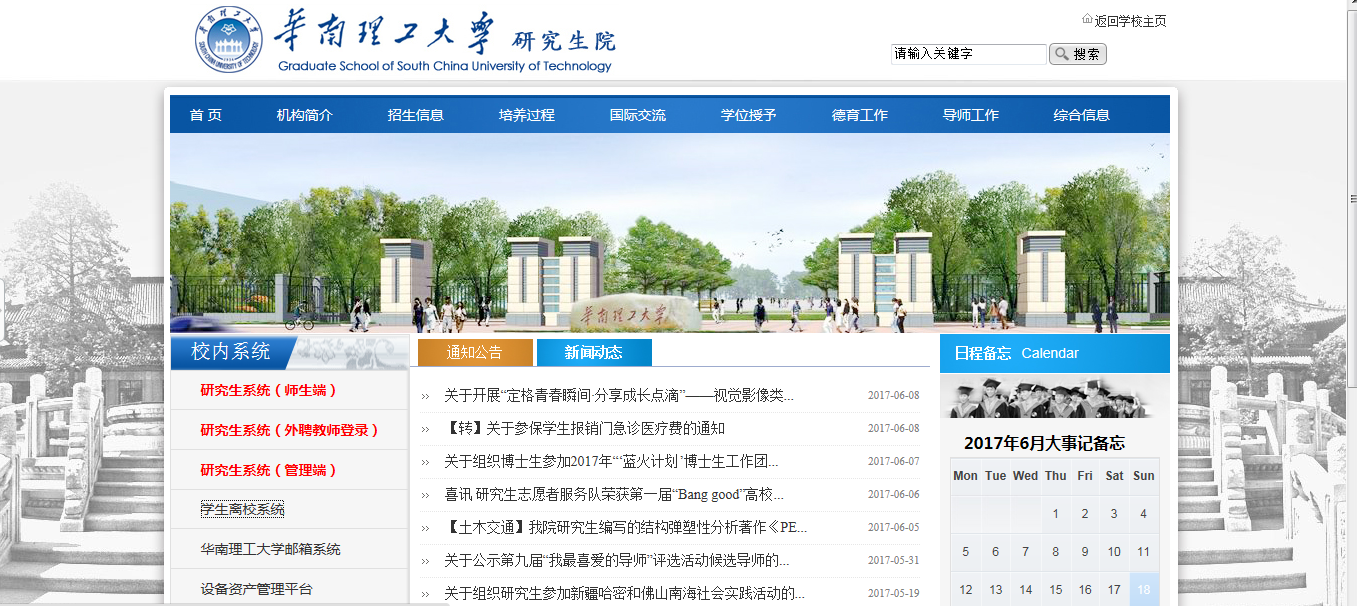 华南理工大学 研究生院
Graduate School of South China University of Technology
返回学校主页
请输入关键字
搜索
首 页 机构简介 招生信息 培养过程 国际交流 学位授予 德育工作 导师工作 综合信息
华南理工大学
校内系统
研究生系统（师生端）
研究生系统（外聘教师登录）
研究生系统（管理端）
学生离校系统
华南理工大学邮箱系统
设备资产管理平台
通知公告 新闻动态
关于开展“定格青春瞬间·分享成长点滴”——视觉影像类... 2017-06-08
【转】关于参保学生报销门急诊医疗费的通知 2017-06-08
关于组织博士生参加2017年“‘蓝火计划’博士生工作团... 2017-06-07
喜讯 研究生志愿者服务队荣获第一届“Bang good”高校... 2017-06-06
【土木交通】我院研究生编写的结构弹塑性分析著作《PE... 2017-06-05
关于公示第九届“我最喜爱的导师”评选活动候选导师的... 2017-05-31
关于组织研究生参加新疆哈密和佛山南海社会实践活动的... 2017-05-19
日程备忘 Calendar
2017年6月大事记备忘
Mon Tue Wed Thu Fri Sat Sun
1 2 3 4
5 6 7 8 9 10 11
12 13 14 15 16 17 18